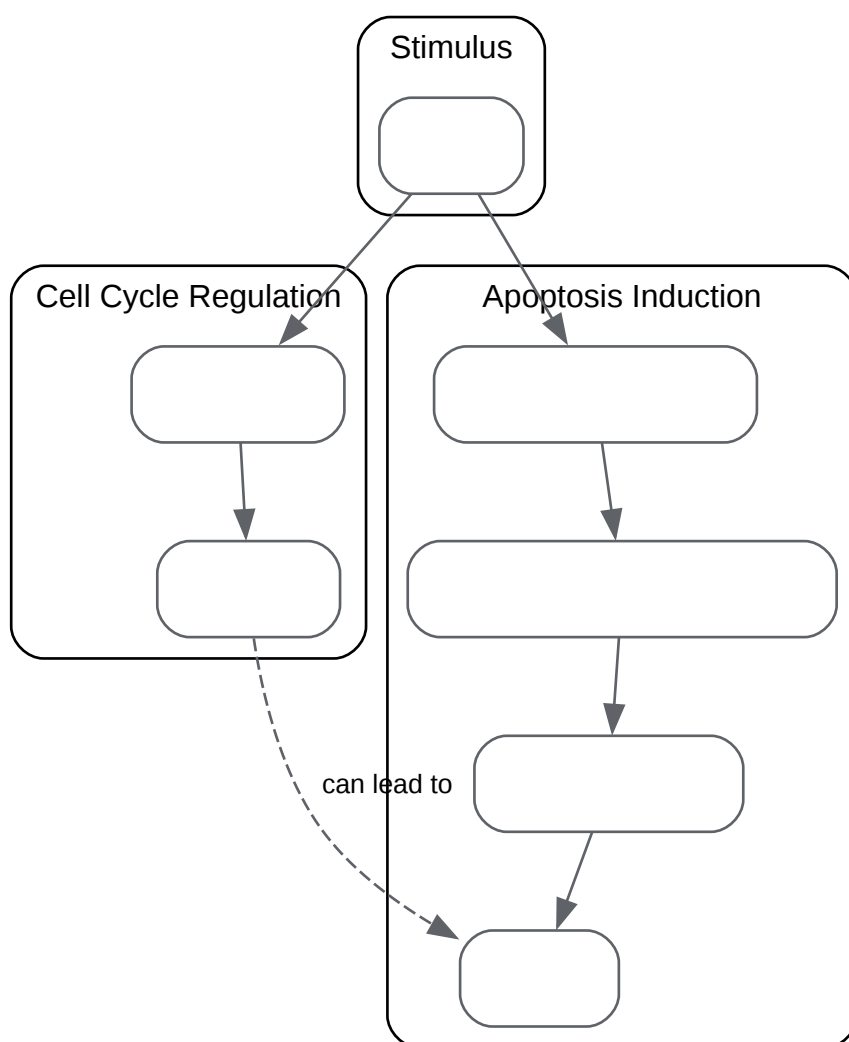 Stimulus
Cell Cycle Regulation
Apoptosis Induction
can lead to